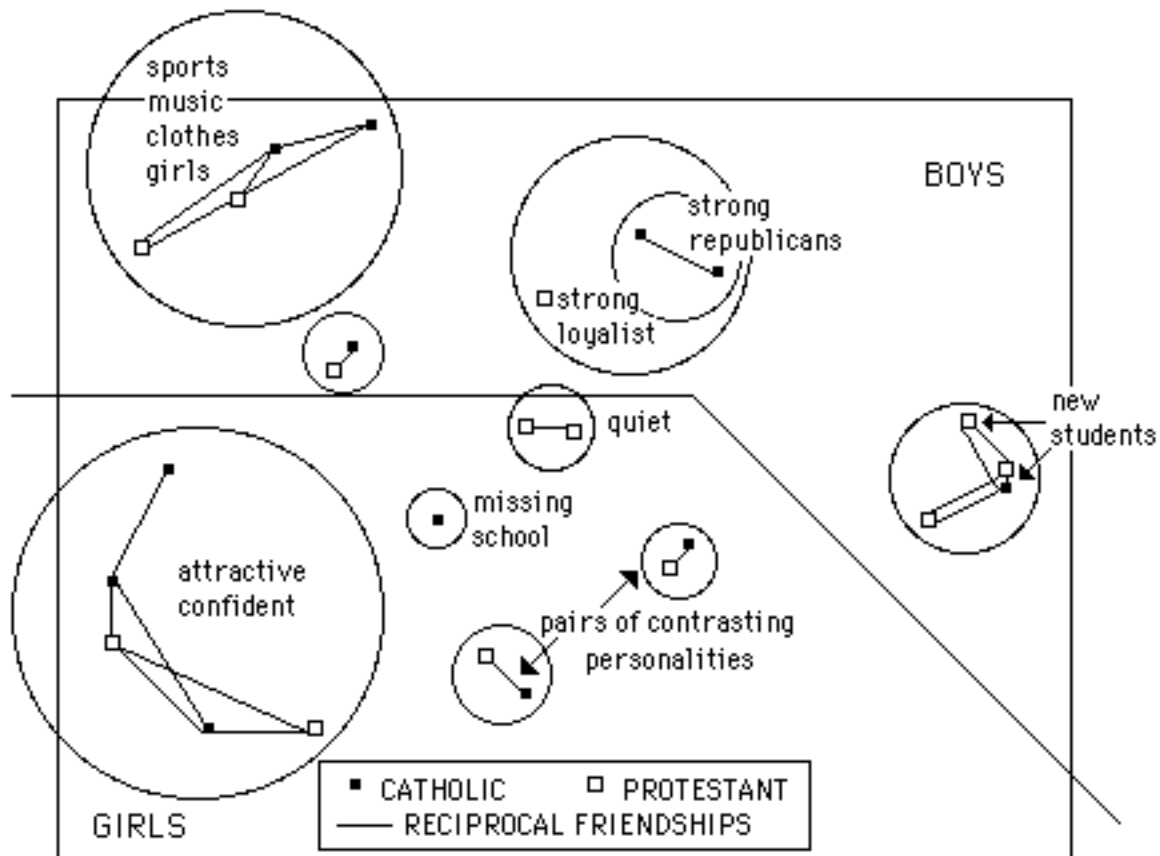 sports
music
clothes
girls
BOYS
strong
republicans
strong
loyalist
new
students
quiet
missing
school
attractive
confident
pairs of contrasting
personalities
GIRLS
CATHOLIC PROTESTANT
RECIPROCAL FRIENDSHIPS